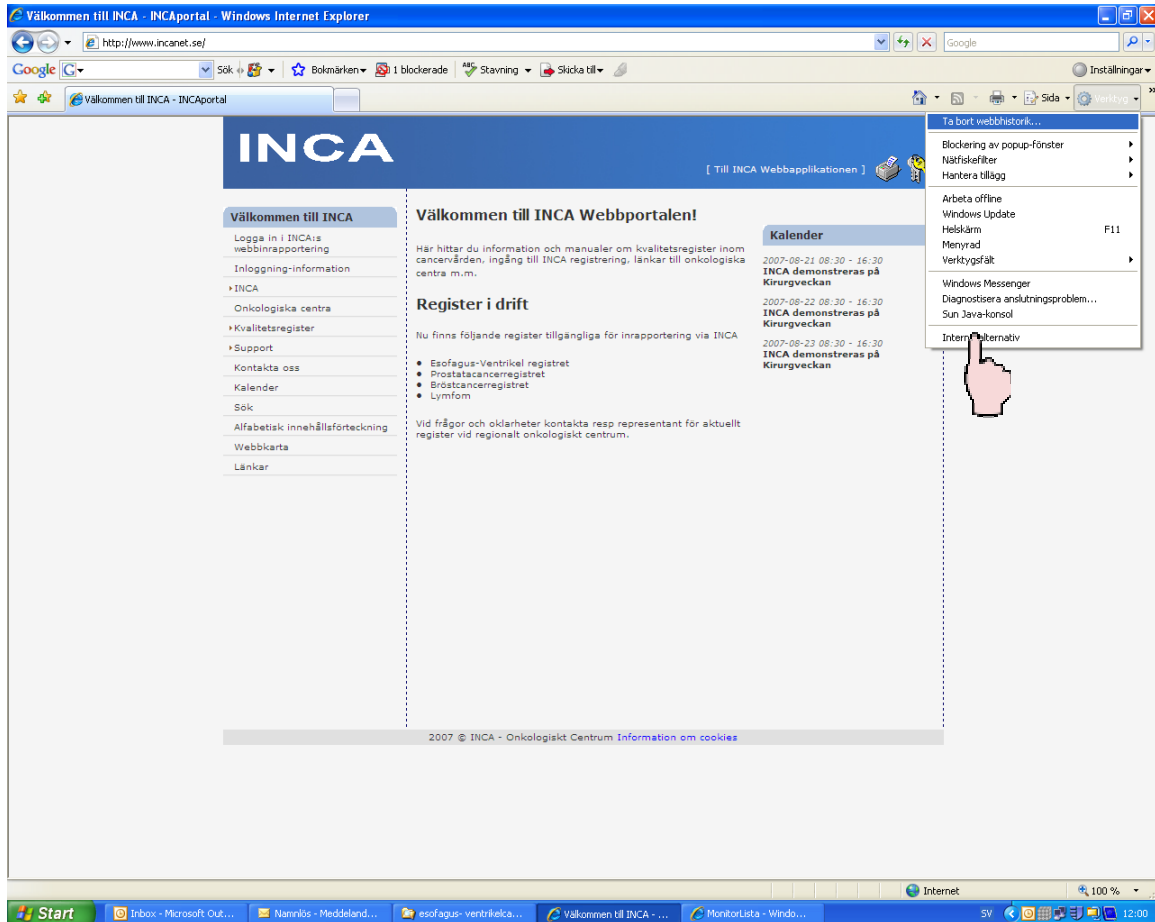 Välkommen till INCA - INCAportal - Windows Internet Explorer
http://www.incanet.se/
Google
Google G
Sök
Bokmärken
1 blockerade
ABC Stavning
Skicka till
Inställningar
Välkommen till INCA - INCAportal
Sida
Verktyg
»
Ta bort webbhistorik...
Blockering av popup-fönster
Nätfiskefilter
Hantera tillägg
Arbeta offline
Windows Update
Helskärm F11
Menyrad
Verktygsfält
Windows Messenger
Diagnostisera anslutningsproblem...
Sun Java-konsol
Intern lternativ
INCA
[ Till INCA Webbapplikationen ]
Välkommen till INCA
Logga in i INCA:s
webbinrapportering
Inloggning-information
INCA
Onkologiska centra
Kvalitetsregister
Support
Kontakta oss
Kalender
Sök
Alfabetisk innehållsförteckning
Webbkarta
Länkar
Välkommen till INCA Webbportalen!
Här hittar du information och manualer om kvalitetsregister inom
cancervården, ingång till INCA registrering, länkar till onkologiska
centra m.m.
Register i drift
Nu finns följande register tillgängliga för inrapportering via INCA
• Esofagus-Ventrikel registret
• Prostatacancerregistret
• Bröstcancerregistret
• Lymfom
Vid frågor och oklarheter kontakta resp representant för aktuellt
register vid regionalt onkologiskt centrum.
Kalender
2007-08-21 08:30 - 16:30
INCA demonstreras på
Kirurgveckan
2007-08-22 08:30 - 16:30
INCA demonstreras på
Kirurgveckan
2007-08-23 08:30 - 16:30
INCA demonstreras på
Kirurgveckan
2007 © INCA - Onkologiskt Centrum Information om cookies
Internet
100 %
Start
Inbox - Microsoft Out...
Namnlös - Meddeland...
esofagus- ventrikelca...
Välkommen till INCA - ...
MonitorLista - Windo...
SV
12:00